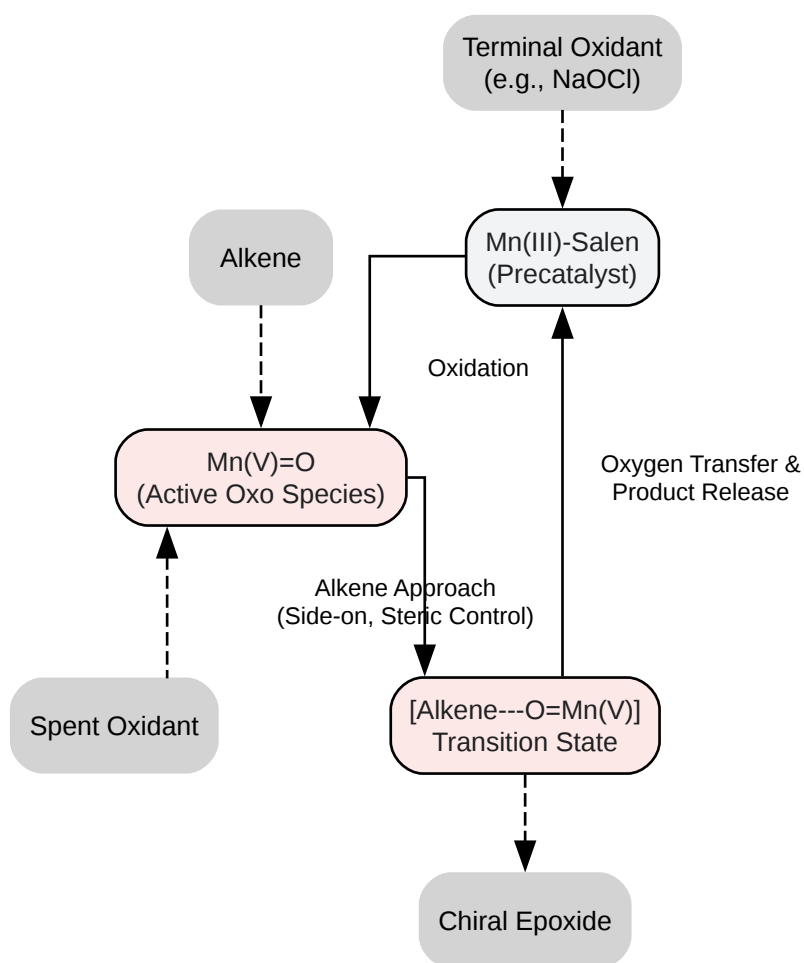 Terminal Oxidant
(e.g., NaOCl)
Alkene
Mn(III)-Salen
(Precatalyst)
Oxidation
Mn(V)=O
(Active Oxo Species)
Oxygen Transfer &
Product Release
Alkene Approach
(Side-on, Steric Control)
Spent Oxidant
[Alkene---O=Mn(V)]
Transition State
Chiral Epoxide